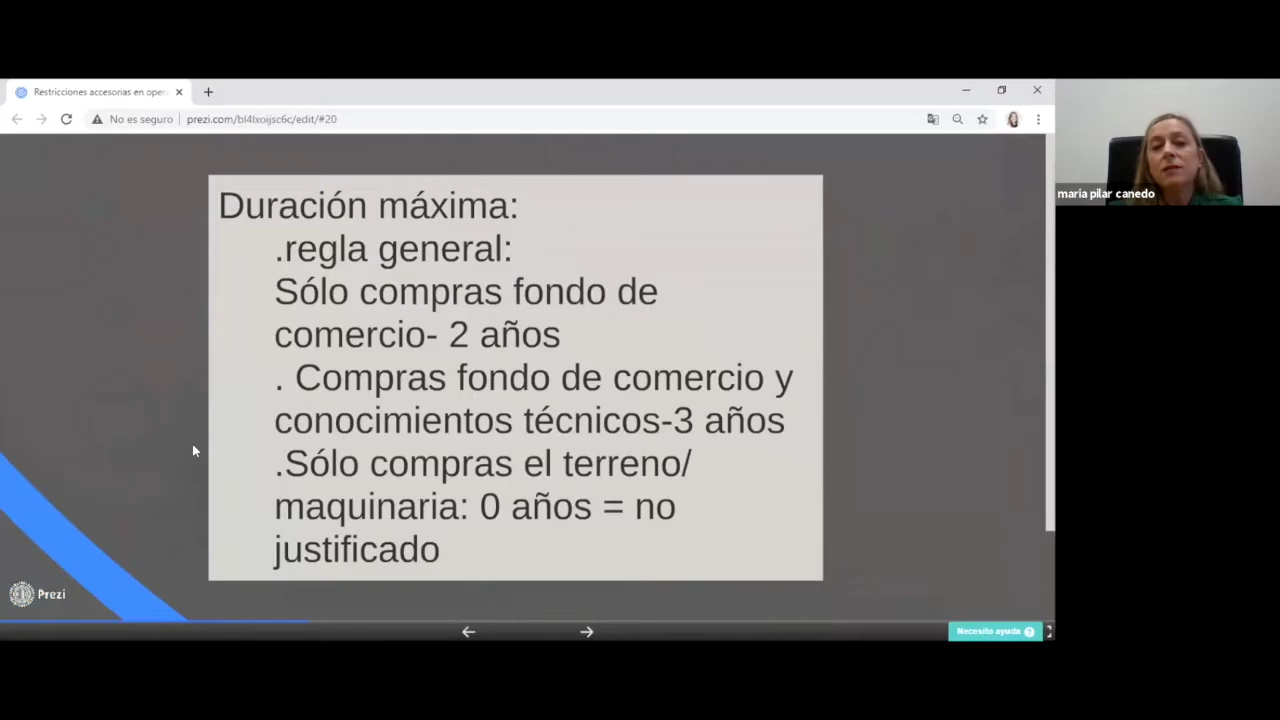 Restricciones accesorias en oper
No es seguro
prezi.com/bl4lxoijsc6c/edit/#20
maria pilar canedo
Duración máxima:
.regla general:
Sólo compras fondo de
comercio- 2 años
. Compras fondo de comercio y
conocimientos técnicos-3 años
.Sólo compras el terreno/
maquinaria: 0 años = no
justificado
Prezi
Necesito ayuda